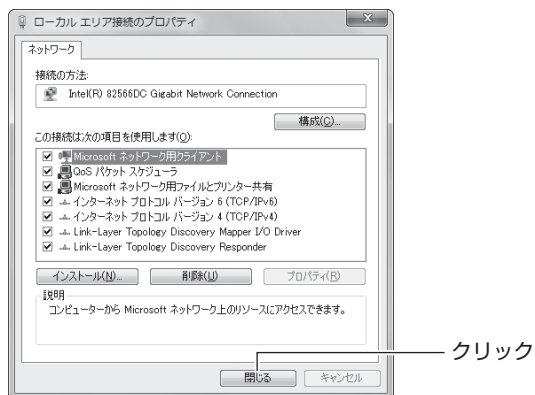 ローカル エリア接続のプロパティ
ネットワーク
接続の方法:
Intel(R) 82566DC Gigabit Network Connection
構成(C)...
この接続は次の項目を使用します(O):
Microsoft ネットワーク用クライアント
QoS パケット スケジューラ
Microsoft ネットワーク用ファイルとプリンター共有
インターネット プロトコル バージョン 6 (TCP/IPv6)
インターネット プロトコル バージョン 4 (TCP/IPv4)
Link-Layer Topology Discovery Mapper I/O Driver
Link-Layer Topology Discovery Responder
インストール(N)... 削除(U) プロパティ(R)
説明
コンピューターから Microsoft ネットワーク上のリソースにアクセスできます。
クリック
閉じる キャンセル